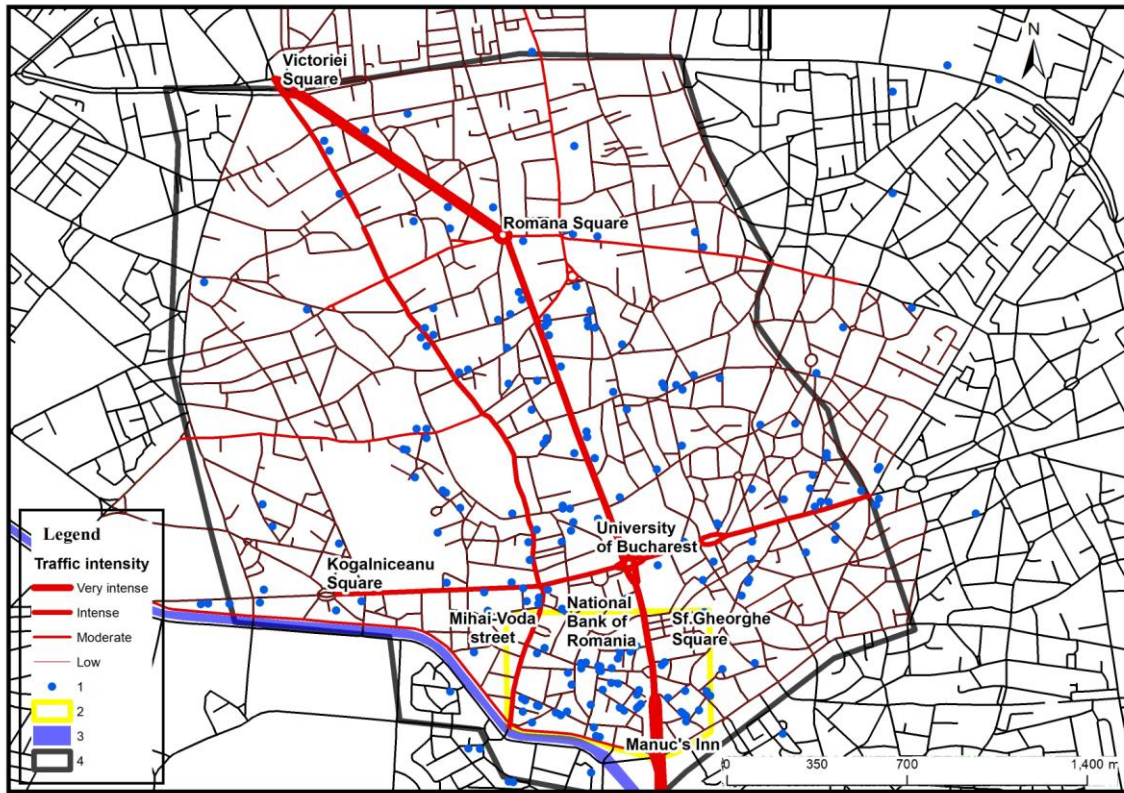 Victoriei
Square
N
Romana Square
University
of Bucharest
Kogalniceanu
Square
Mihai-Voda
street
National
Bank of
Romania
Sf.Gheorghe
Square
Manuc's Inn
Legend
Traffic intensity
Very intense
Intense
Moderate
Low
1
2
3
4
0 350 700 1,400 m